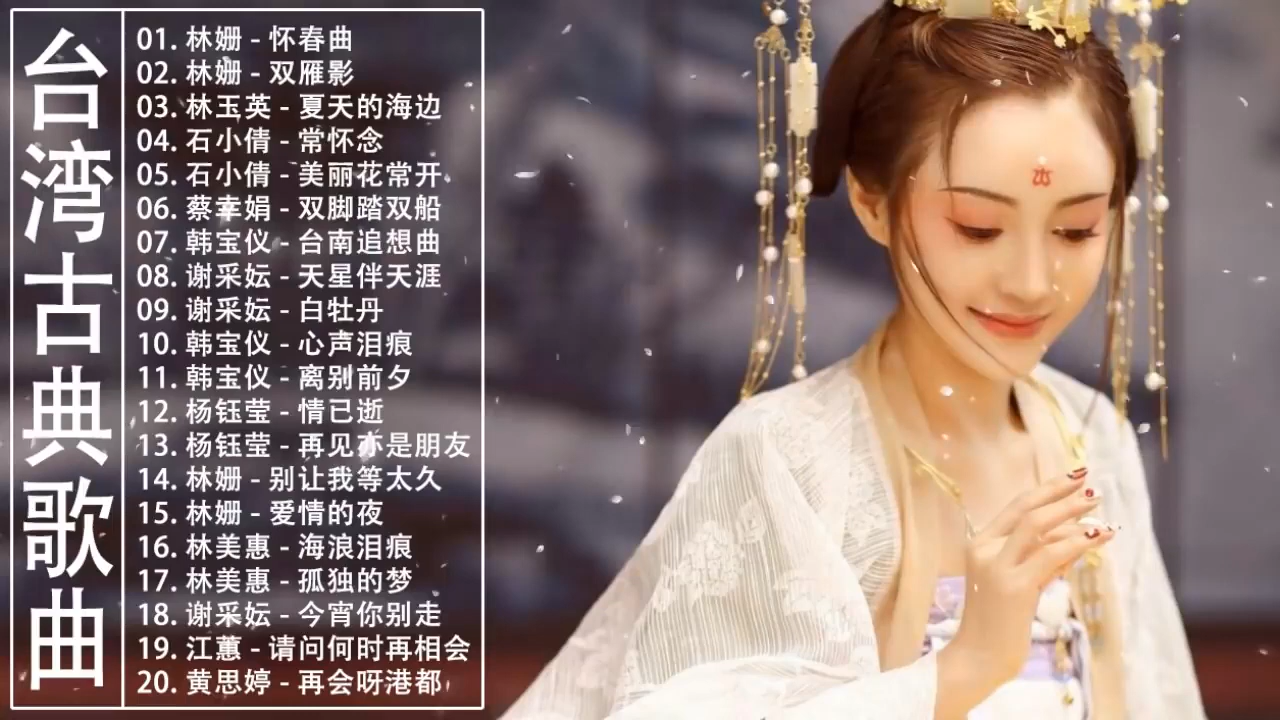 台湾古典歌曲
01. 林姗 - 怀春曲
02. 林姗 - 双雁影
03. 林玉英 - 夏天的海边
04. 石小倩 - 常怀念
05. 石小倩 - 美丽花常开
06. 蔡幸娟 - 双脚踏双船
07. 韩宝仪 - 台南追想曲
08. 谢采妘 - 天星伴天涯
09. 谢采妘 - 白牡丹
10. 韩宝仪 - 心声泪痕
11. 韩宝仪 - 离别前夕
12. 杨钰莹 - 情已逝
13. 杨钰莹 - 再见亦是朋友
14. 林姗 - 别让我等太久
15. 林姗 - 爱情的夜
16. 林美惠 - 海浪泪痕
17. 林美惠 - 孤独的梦
18. 谢采妘 - 今宵你别走
19. 江蕙 - 请问何时再相会
20. 黄思婷 - 再会呀港都